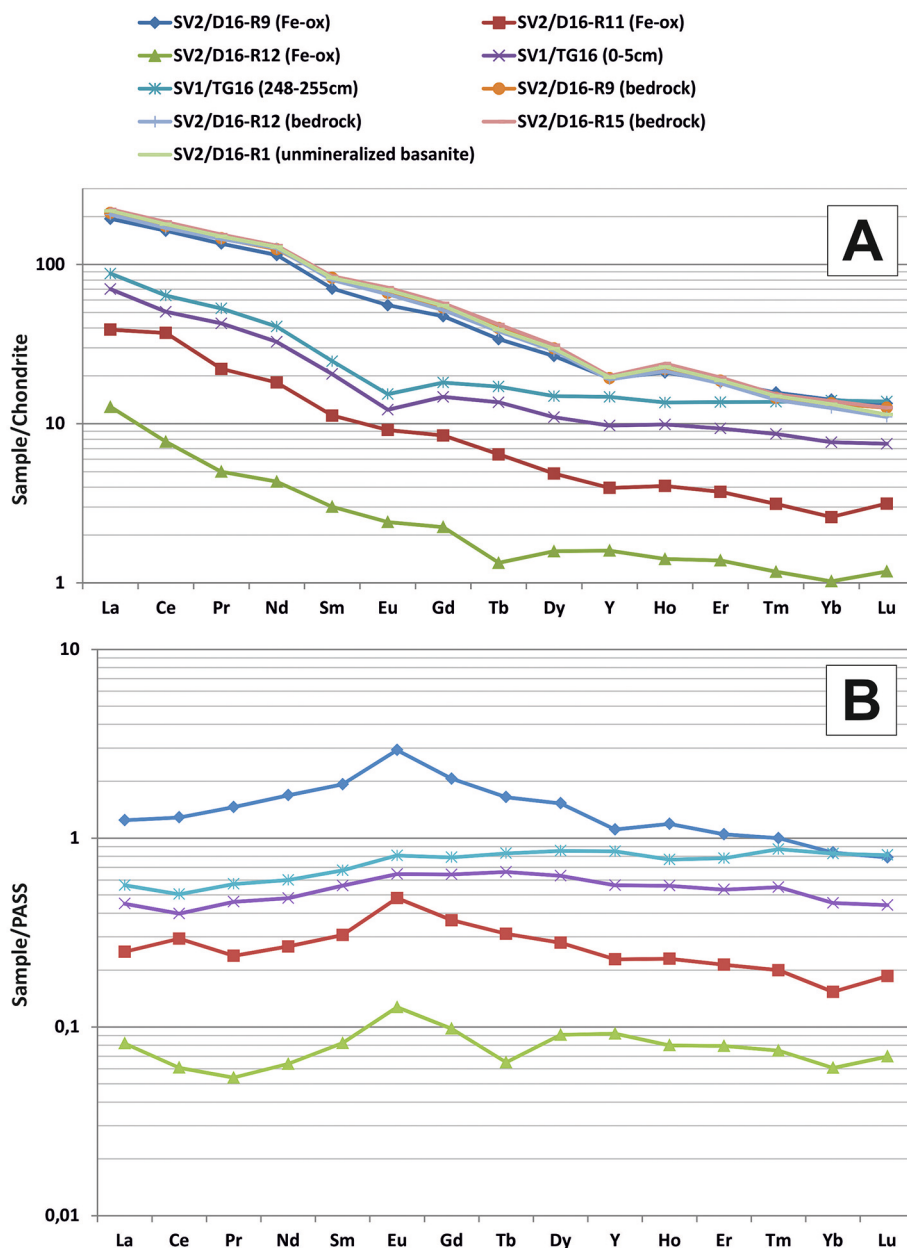 SV2/D16-R9 (Fe-ox) SV2/D16-R11 (Fe-ox)
SV2/D16-R12 (Fe-ox) SV1/TG16 (0-5cm)
SV1/TG16 (248-255cm) SV2/D16-R9 (bedrock)
SV2/D16-R12 (bedrock) SV2/D16-R15 (bedrock)
SV2/D16-R1 (unmineralized basanite)
A
Sample/Chondrite
100
10
1
La Ce Pr Nd Sm Eu Gd Tb Dy Y Ho Er Tm Yb Lu
B
Sample/PASS
10
1
0,1
0,01
La Ce Pr Nd Sm Eu Gd Tb Dy Y Ho Er Tm Yb Lu